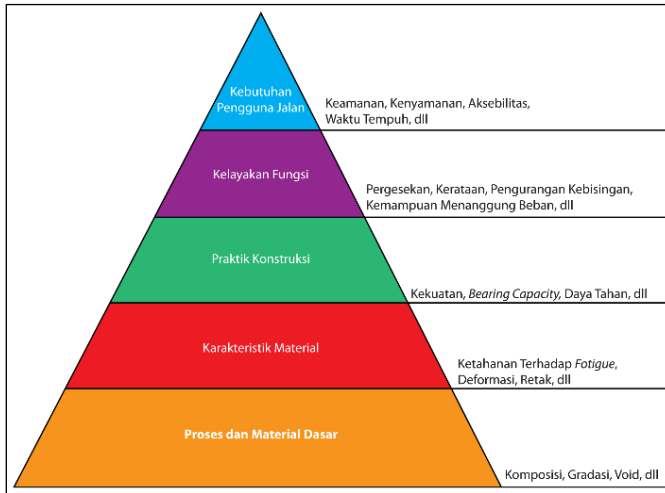 Kebutuhan
Pengguna Jalan
Keamanan, Kenyamanan, Aksebilitas,
Waktu Tempuh, dll
Kelayakan Fungsi
Pergesekan, Kerataan, Pengurangan Kebisingan,
Kemampuan Menanggung Beban, dll
Praktik Konstruksi
Kekuatan, Bearing Capacity, Daya Tahan, dll
Karakteristik Material
Ketahanan Terhadap Fotigue,
Deformasi, Retak, dll
Proses dan Material Dasar
Komposisi, Gradasi, Void, dll